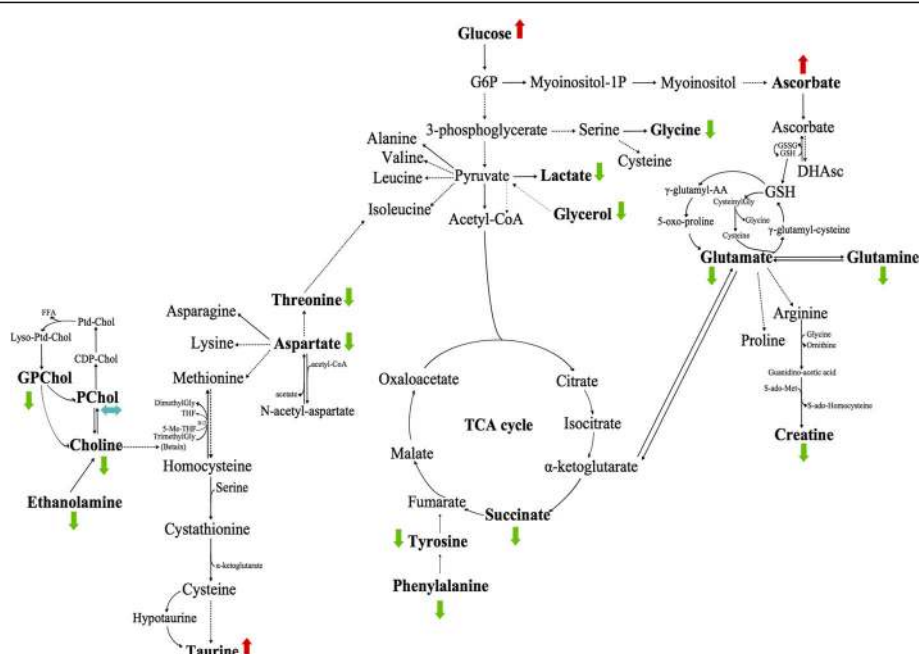 Glucose
G6P
Myoinositol-1P
Myoinositol
Ascorbate
3-phosphoglycerate
Serine
Glycine
Cysteine
Ascorbate
GSSG
GSH
DHAsc
Alanine
Valine
Leucine
Isoleucine
Pyruvate
Lactate
Acetyl-CoA
Glycerol
GSH
γ-glutamyl-AA
CysteinylGly
Glycine
Cysteine
5-oxo-proline
γ-glutamyl-cysteine
Glutamate
Glutamine
Threonine
Asparagine
Aspartate
Lysine
Methionine
acetyl-CoA
acetate
N-acetyl-aspartate
FFA
Ptd-Chol
Lyso-Ptd-Chol
CDP-Chol
GPChol
PChol
Choline
Ethanolamine
DimethylGly
THF
5-Me-THF
TrimethylGly
(Betain)
Homocysteine
Serine
Cystathionine
α-ketoglutarate
Cysteine
Hypotaurine
Taurine
Oxaloacetate
Citrate
Isocitrate
TCA cycle
α-ketoglutarate
Malate
Fumarate
Succinate
Tyrosine
Phenylalanine
Proline
Arginine
Glycine
Ornithine
Guanidino-acetic acid
S-ado-Met
S-ado-Homocysteine
Creatine